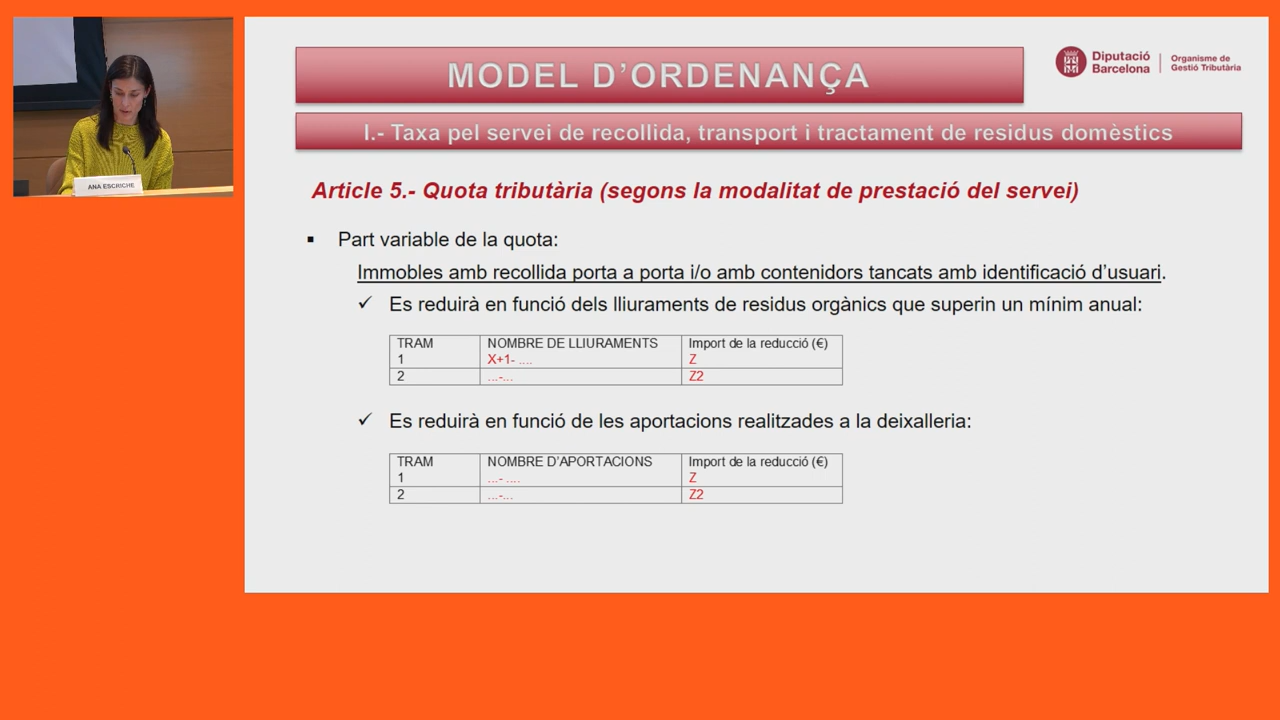 ANA ESCRICHE
MODEL D'ORDENANÇA
Diputació
Barcelona
Organisme de
Gestió Tributària
I.- Taxa pel servei de recollida, transport i tractament de residus domèstics
Article 5.- Quota tributària (segons la modalitat de prestació del servei)
▪ Part variable de la quota:
Immobles amb recollida porta a porta i/o amb contenidors tancats amb identificació d'usuari.
✓ Es reduirà en funció dels lliuraments de residus orgànics que superin un mínim anual:
TRAM NOMBRE DE LLIURAMENTS Import de la reducció (€)
1 X+1- .... Z
2 ...-... Z2
✓ Es reduirà en funció de les aportacions realitzades a la deixalleria:
TRAM NOMBRE D'APORTACIONS Import de la reducció (€)
1 ...- .... Z
2 ...-... Z2